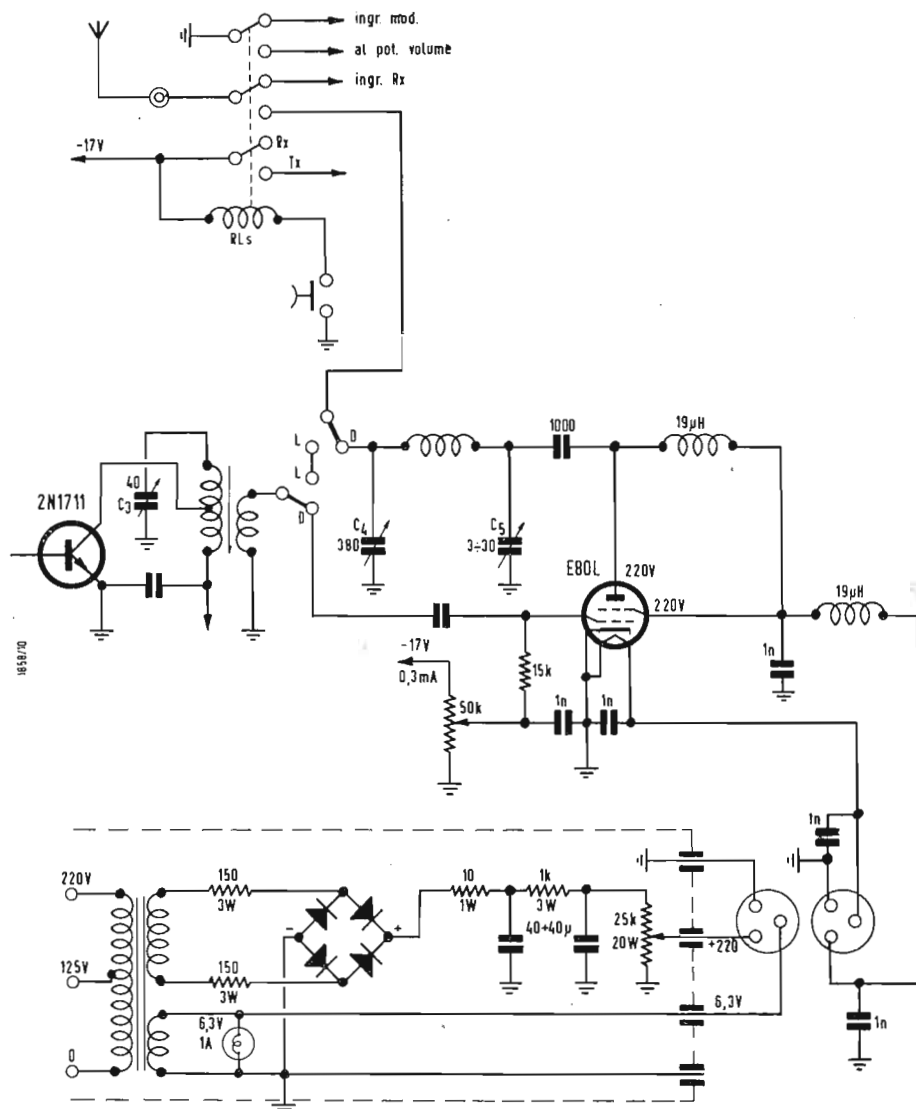 ingr. mod.
al pot. volume
ingr. Rx
Rx
-17V
Tx
RLs
D
L
L
D
1000
19µH
40
C3
2N1711
C4
380
C5
3÷30
E80L
220V
220V
19µH
1n
-17V
0,3mA
15k
50k
1n
1n
1858/10
1n
220V
150
3W
10
1W
1k
3W
-
+
40+40µ
25k
20W
+220
125V
150
3W
6,3V
1A
6,3V
1n
0